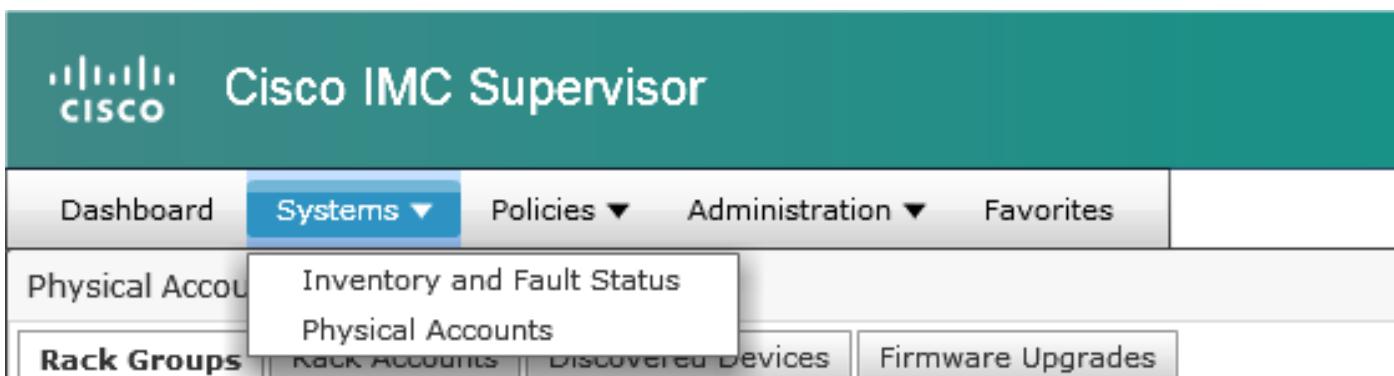 CISCO Cisco IMC Supervisor
Dashboard Systems Policies Administration Favorites
Physical Accou
Inventory and Fault Status
Physical Accounts
Rack Groups Rack Accounts Discovered Devices Firmware Upgrades